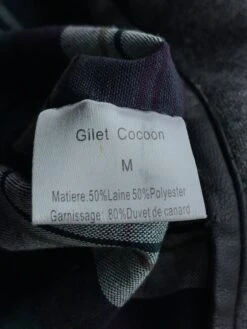 Gilet Cocoon
M
Matiere:50%Laine 50%Polyester
Garnissage: 80%Duvet de canard